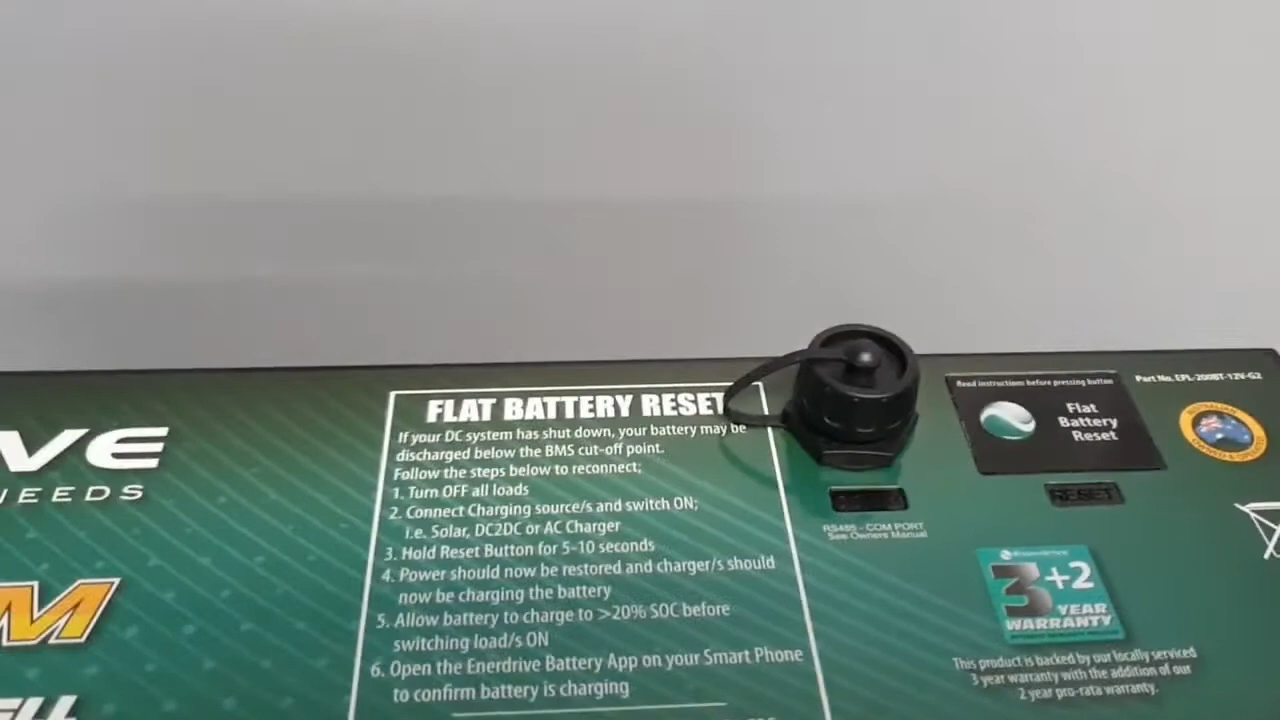 VE
NEEDS
M
ELL
FLAT BATTERY RESET
If your DC system has shut down, your battery may be
discharged below the BMS cut-off point.
Follow the steps below to reconnect;
1. Turn OFF all loads
2. Connect Charging source/s and switch ON;
i.e. Solar, DC2DC or AC Charger
3. Hold Reset Button for 5-10 seconds
4. Power should now be restored and charger/s should
now be charging the battery
5. Allow battery to charge to >20% SOC before
switching load/s ON
6. Open the Enerdrive Battery App on your Smart Phone
to confirm battery is charging
RS485 - COM PORT
See Owners Manual
Read instructions before pressing button
Flat
Battery
Reset
RESET
Part No. EPL-200BT-12V-G2
AUSTRALIAN
OWNED & OPERATED
enerdrive
3+2
YEAR
WARRANTY
This product is backed by our locally serviced
3 year warranty with the addition of our
2 year pro-rata warranty.